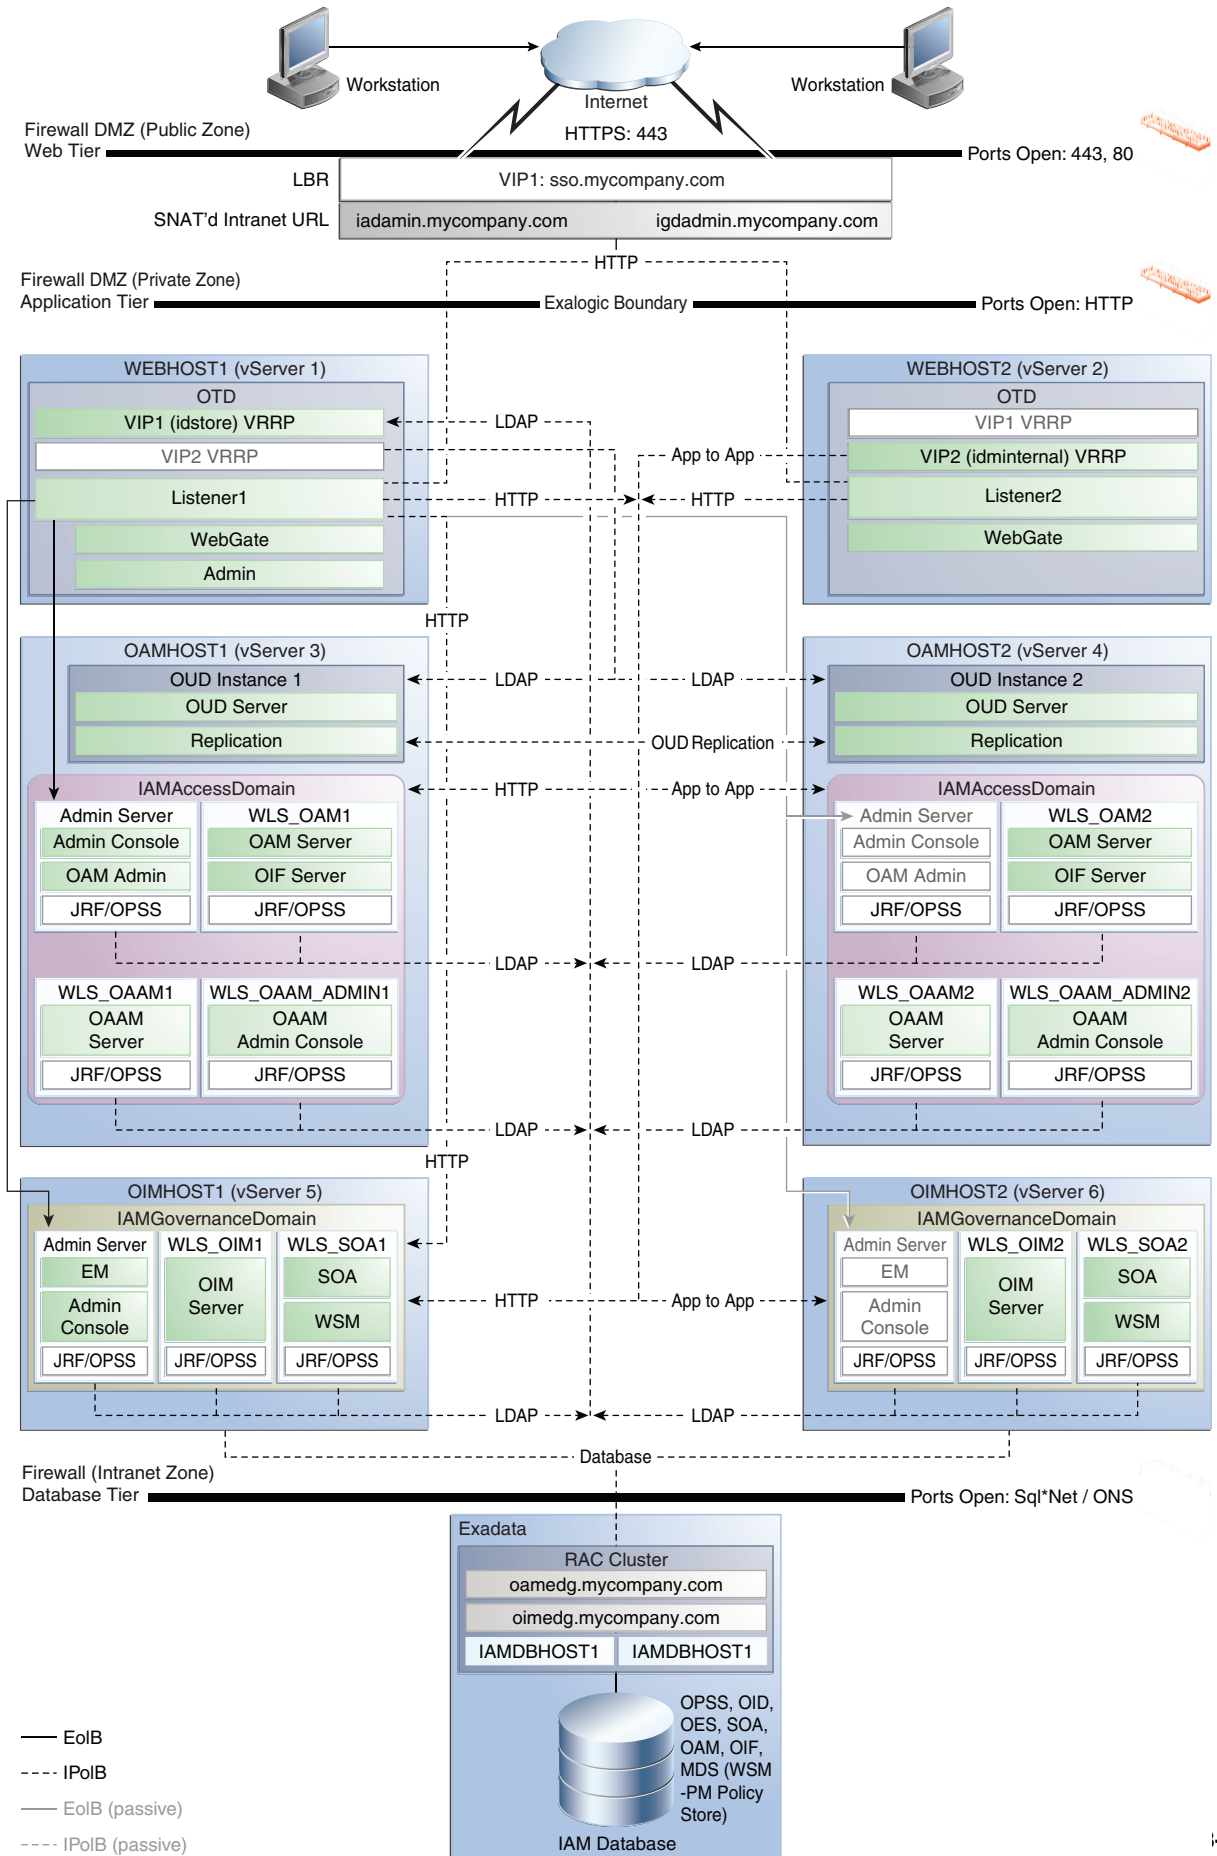 Workstation
Workstation
Internet
HTTPS: 443
Firewall DMZ (Public Zone)
Web Tier
Ports Open: 443, 80
LBR
VIP1: sso.mycompany.com
SNAT'd Intranet URL
iadamin.mycompany.com
igdadmin.mycompany.com
HTTP
Firewall DMZ (Private Zone)
Application Tier
Exalogic Boundary
Ports Open: HTTP
WEBHOST1 (vServer 1)
OTD
VIP1 (idstore) VRRP
VIP2 VRRP
Listener1
WebGate
Admin
LDAP
App to App
HTTP
HTTP
HTTP
WEBHOST2 (vServer 2)
OTD
VIP1 VRRP
VIP2 (idminternal) VRRP
Listener2
WebGate
OAMHOST1 (vServer 3)
OUD Instance 1
OUD Server
Replication
LDAP
LDAP
OUD Replication
OAMHOST2 (vServer 4)
OUD Instance 2
OUD Server
Replication
IAMAccessDomain
Admin Server
Admin Console
OAM Admin
JRF/OPSS
WLS_OAM1
OAM Server
OIF Server
JRF/OPSS
HTTP
App to App
IAMAccessDomain
Admin Server
Admin Console
OAM Admin
JRF/OPSS
WLS_OAM2
OAM Server
OIF Server
JRF/OPSS
LDAP
LDAP
WLS_OAAM1
OAAM
Server
JRF/OPSS
WLS_OAAM_ADMIN1
OAAM
Admin Console
JRF/OPSS
WLS_OAAM2
OAAM
Server
JRF/OPSS
WLS_OAAM_ADMIN2
OAAM
Admin Console
JRF/OPSS
LDAP
LDAP
HTTP
OIMHOST1 (vServer 5)
IAMGovernanceDomain
Admin Server
EM
Admin
Console
JRF/OPSS
WLS_OIM1
OIM
Server
JRF/OPSS
WLS_SOA1
SOA
WSM
JRF/OPSS
HTTP
App to App
OIMHOST2 (vServer 6)
IAMGovernanceDomain
Admin Server
EM
Admin
Console
JRF/OPSS
WLS_OIM2
OIM
Server
JRF/OPSS
WLS_SOA2
SOA
WSM
JRF/OPSS
LDAP
LDAP
Database
Firewall (Intranet Zone)
Database Tier
Ports Open: Sql*Net / ONS
Exadata
RAC Cluster
oamedg.mycompany.com
oimedg.mycompany.com
IAMDBHOST1
IAMDBHOST1
OPSS, OID,
OES, SOA,
OAM, OIF,
MDS (WSM
-PM Policy
Store)
IAM Database
EoIB
IPoIB
EoIB (passive)
IPoIB (passive)